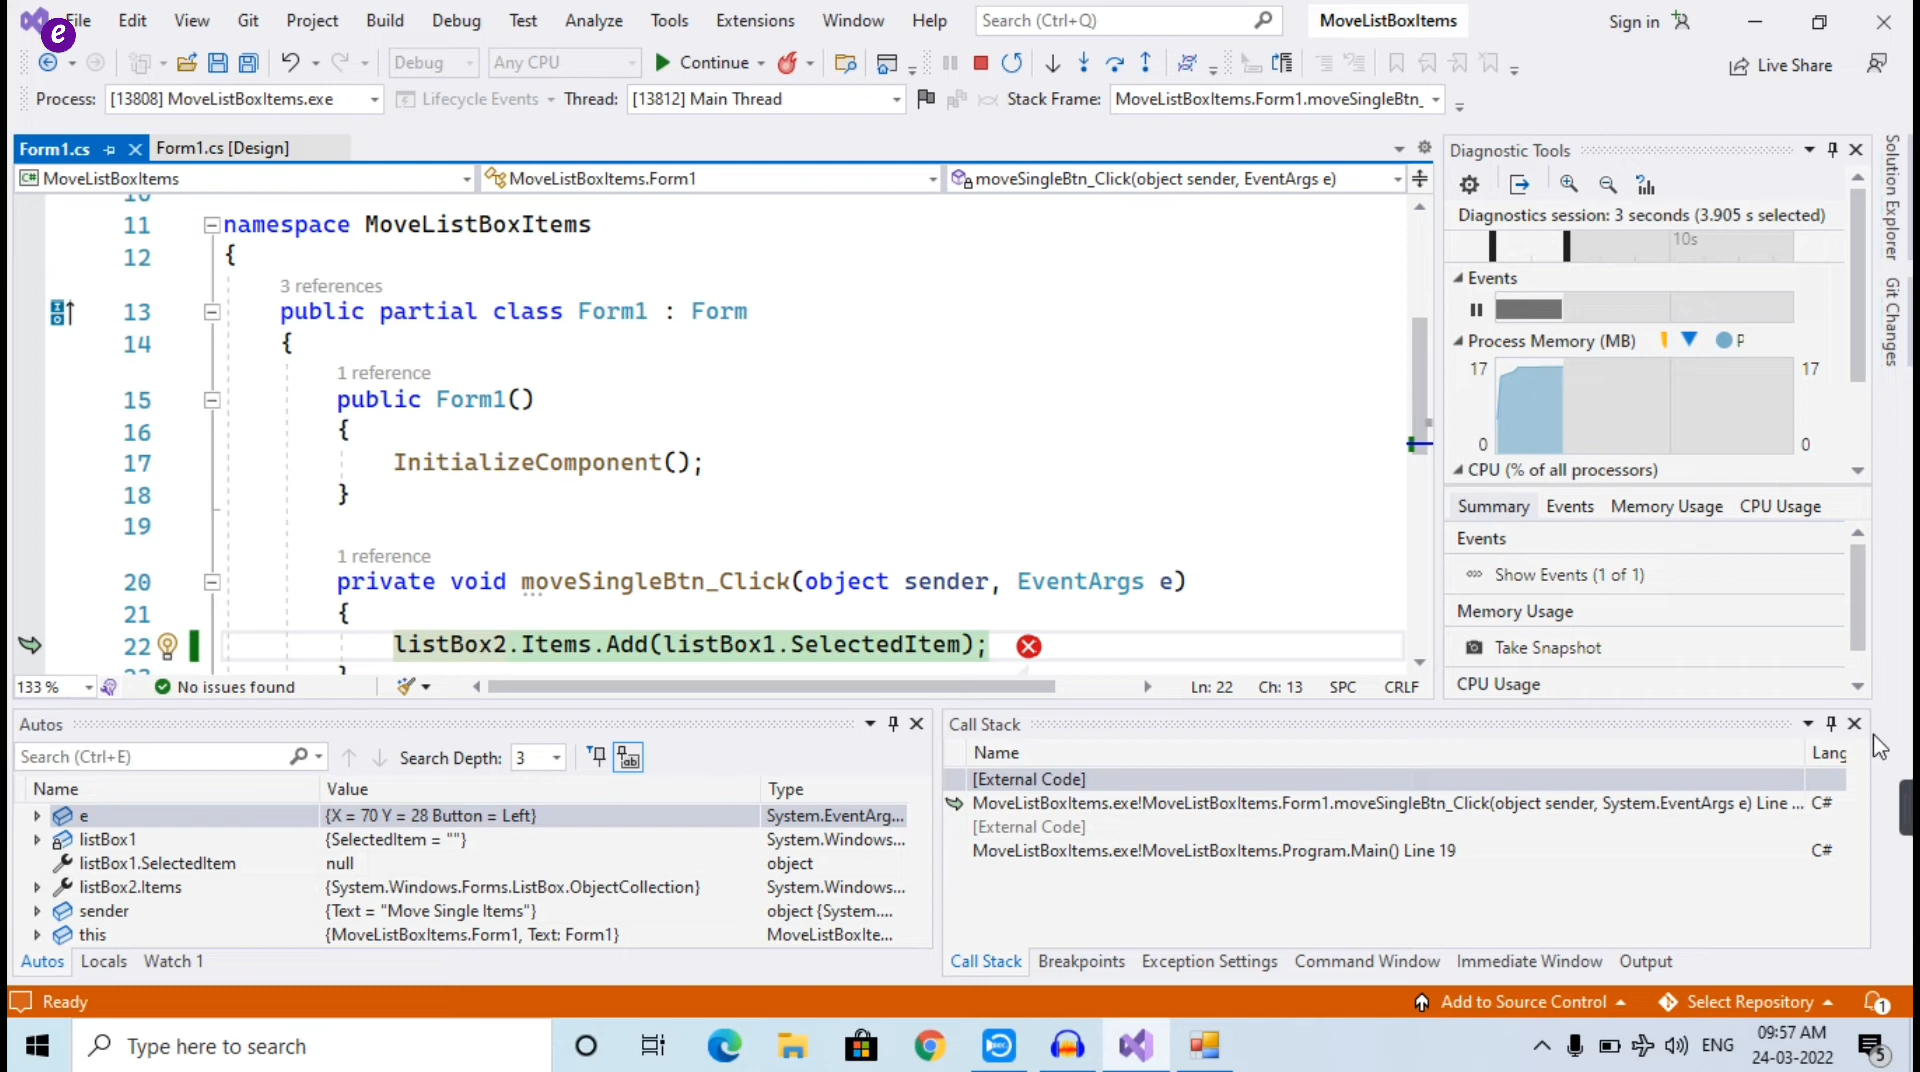 File Edit View Git Project Build Debug Test Analyze Tools Extensions Window Help Search (Ctrl+Q) MoveListBoxItems Sign in
e
Debug Any CPU Continue Live Share
Process: [13808] MoveListBoxItems.exe Lifecycle Events Thread: [13812] Main Thread Stack Frame: MoveListBoxItems.Form1.moveSingleBtn_
Form1.cs Form1.cs [Design]
MoveListBoxItems MoveListBoxItems.Form1 moveSingleBtn_Click(object sender, EventArgs e)
10
11 namespace MoveListBoxItems
12 {
3 references
13 public partial class Form1 : Form
14 {
1 reference
15 public Form1()
16 {
17 InitializeComponent();
18 }
19
1 reference
20 private void moveSingleBtn_Click(object sender, EventArgs e)
21 {
22 listBox2.Items.Add(listBox1.SelectedItem);
23 }
133 % No issues found Ln: 22 Ch: 13 SPC CRLF
Diagnostic Tools
Diagnostics session: 3 seconds (3.905 s selected)
10s
Events
Process Memory (MB) P
17 17
0 0
CPU (% of all processors)
Summary Events Memory Usage CPU Usage
Events
Show Events (1 of 1)
Memory Usage
Take Snapshot
CPU Usage
Solution Explorer
Git Changes
Autos
Search (Ctrl+E) Search Depth: 3
Name Value Type
e {X = 70 Y = 28 Button = Left} System.EventArg...
listBox1 {SelectedItem = ""} System.Windows...
listBox1.SelectedItem null object
listBox2.Items {System.Windows.Forms.ListBox.ObjectCollection} System.Windows...
sender {Text = "Move Single Items"} object {System....
this {MoveListBoxItems.Form1, Text: Form1} MoveListBoxIte...
Autos Locals Watch 1
Call Stack
Name Lang
[External Code]
MoveListBoxItems.exe!MoveListBoxItems.Form1.moveSingleBtn_Click(object sender, System.EventArgs e) Line ... C#
[External Code]
MoveListBoxItems.exe!MoveListBoxItems.Program.Main() Line 19 C#
Call Stack Breakpoints Exception Settings Command Window Immediate Window Output
Ready Add to Source Control Select Repository 1
Type here to search ENG 09:57 AM
24-03-2022 5